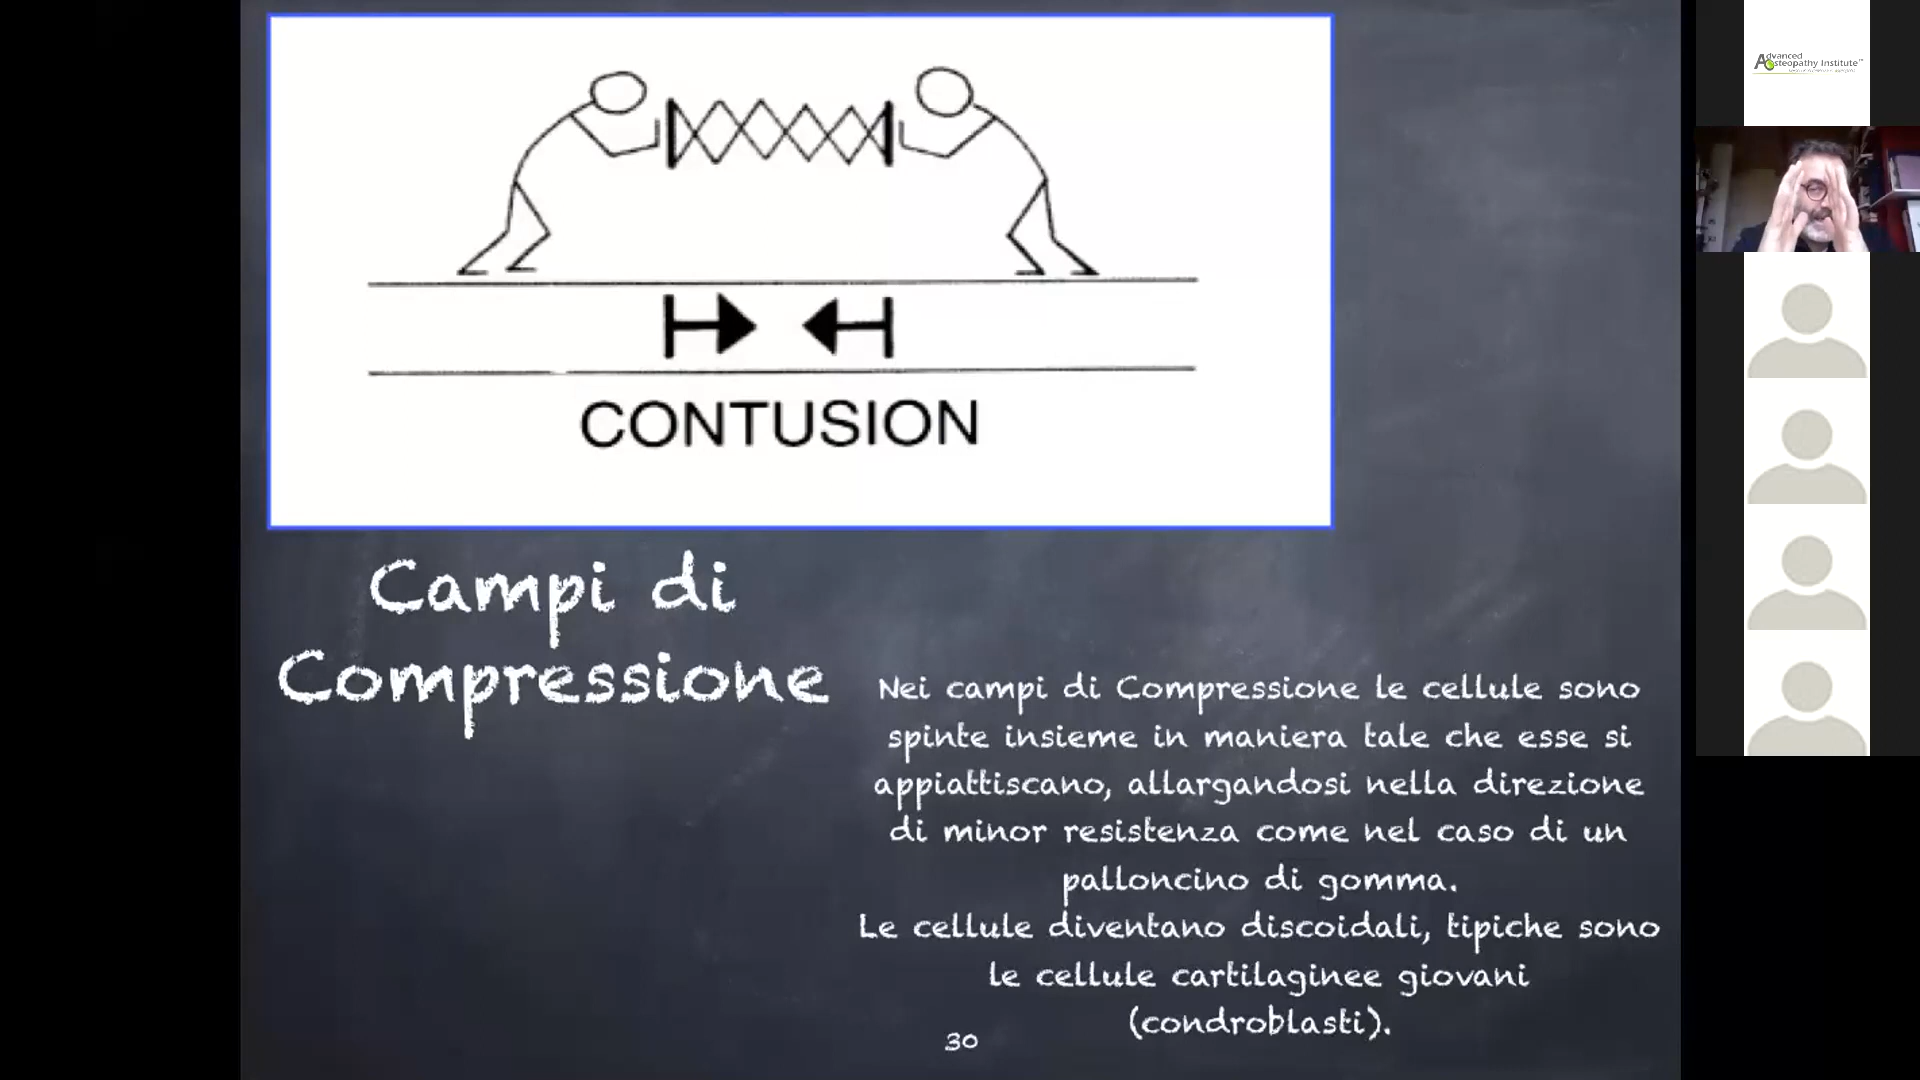 CONTUSION
Campi di
Compressione
Nei campi di Compressione le cellule sono
spinte insieme in maniera tale che esse si
appiattiscano, allargandosi nella direzione
di minor resistenza come nel caso di un
palloncino di gomma.
Le cellule diventano discoidali, tipiche sono
le cellule cartilaginee giovani
(condroblasti).
30
Advanced
Osteopathy Institute™